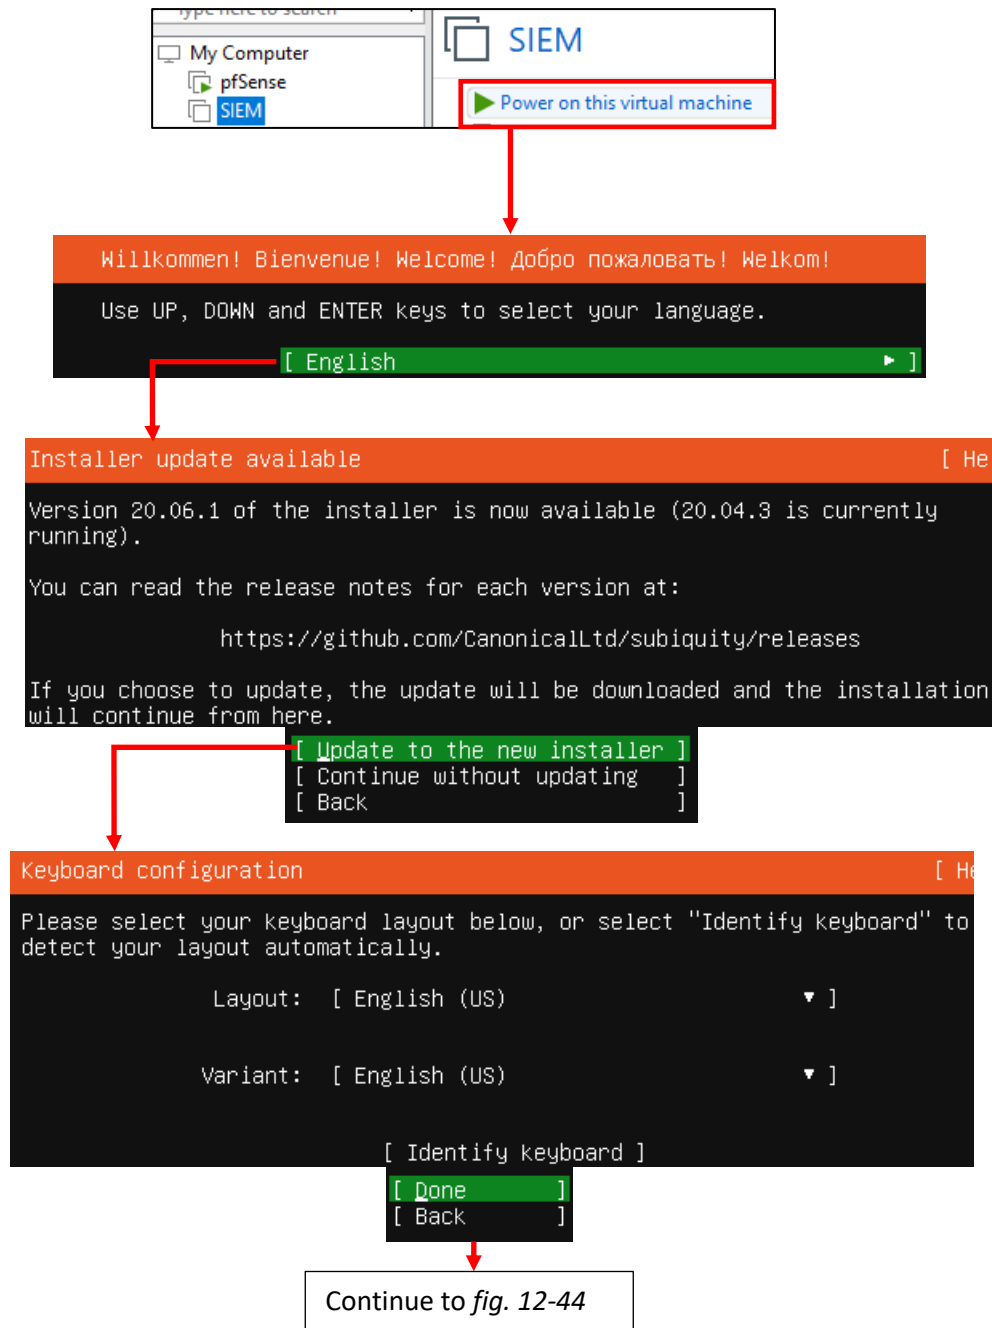 Type here to search
My Computer
pfSense
SIEM
SIEM
Power on this virtual machine
Willkommen! Bienvenue! Welcome! Добро пожаловать! Welkom!
Use UP, DOWN and ENTER keys to select your language.
[ English ► ]
Installer update available [ He
Version 20.06.1 of the installer is now available (20.04.3 is currently
running).
You can read the release notes for each version at:
https://github.com/CanonicalLtd/subiquity/releases
If you choose to update, the update will be downloaded and the installation
will continue from here.
[ Update to the new installer ]
[ Continue without updating ]
[ Back ]
Keyboard configuration [ He
Please select your keyboard layout below, or select "Identify keyboard" to
detect your layout automatically.
Layout: [ English (US) ▼ ]
Variant: [ English (US) ▼ ]
[ Identify keyboard ]
[ Done ]
[ Back ]
Continue to fig. 12-44